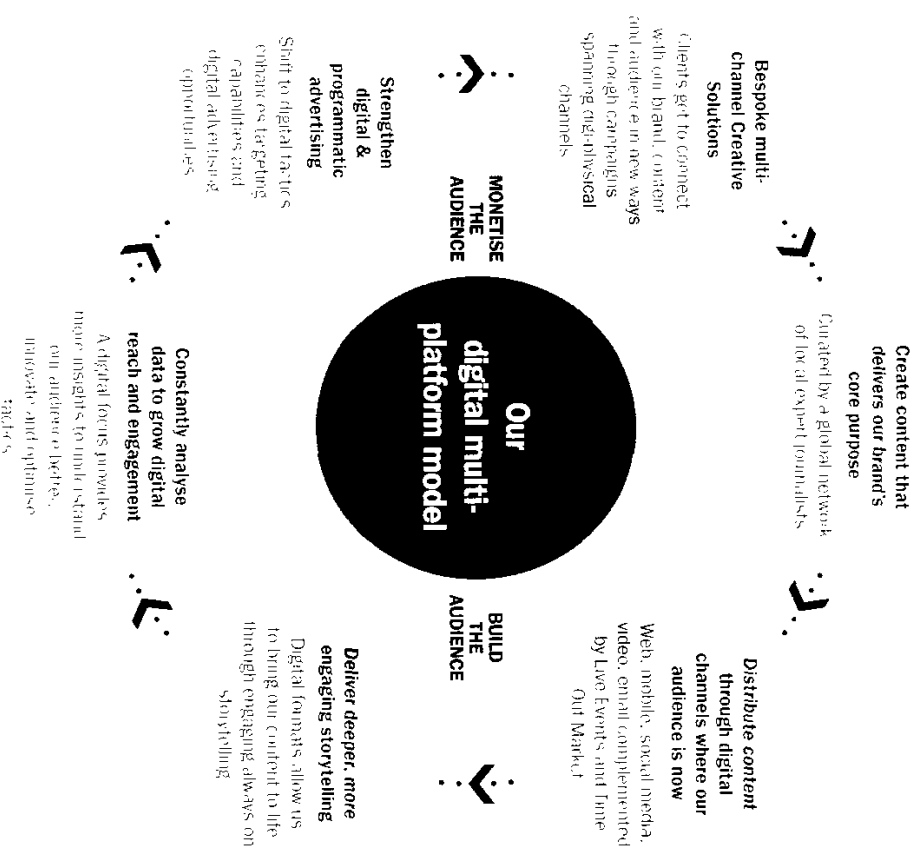 Create content that
delivers our brand's
core purpose
Curated by a global network
of local expert journalists
Distribute content
through digital
channels where our
audience is now
Web, mobile, social media,
video, email complemented
by Live Events and Time
Out Market
Deliver deeper, more
engaging storytelling
Digital formats allow us
to bring our content to life
through engaging always on
storytelling
Constantly analyse
data to grow digital
reach and engagement
A digital focus provides
more insights to understand
our audience better,
innovate and optimise
tactics
Strengthen
digital &
programmatic
advertising
Shift to digital tactics
enhances targeting
capabilities and
digital advertising
opportunities
Bespoke multi-
channel Creative
Solutions
Clients get to connect
with our brand, content
and audience in new ways
through campaigns
spanning digi-physical
channels
MONETISE
THE
AUDIENCE
Our
digital multi-
platform model
BUILD
THE
AUDIENCE